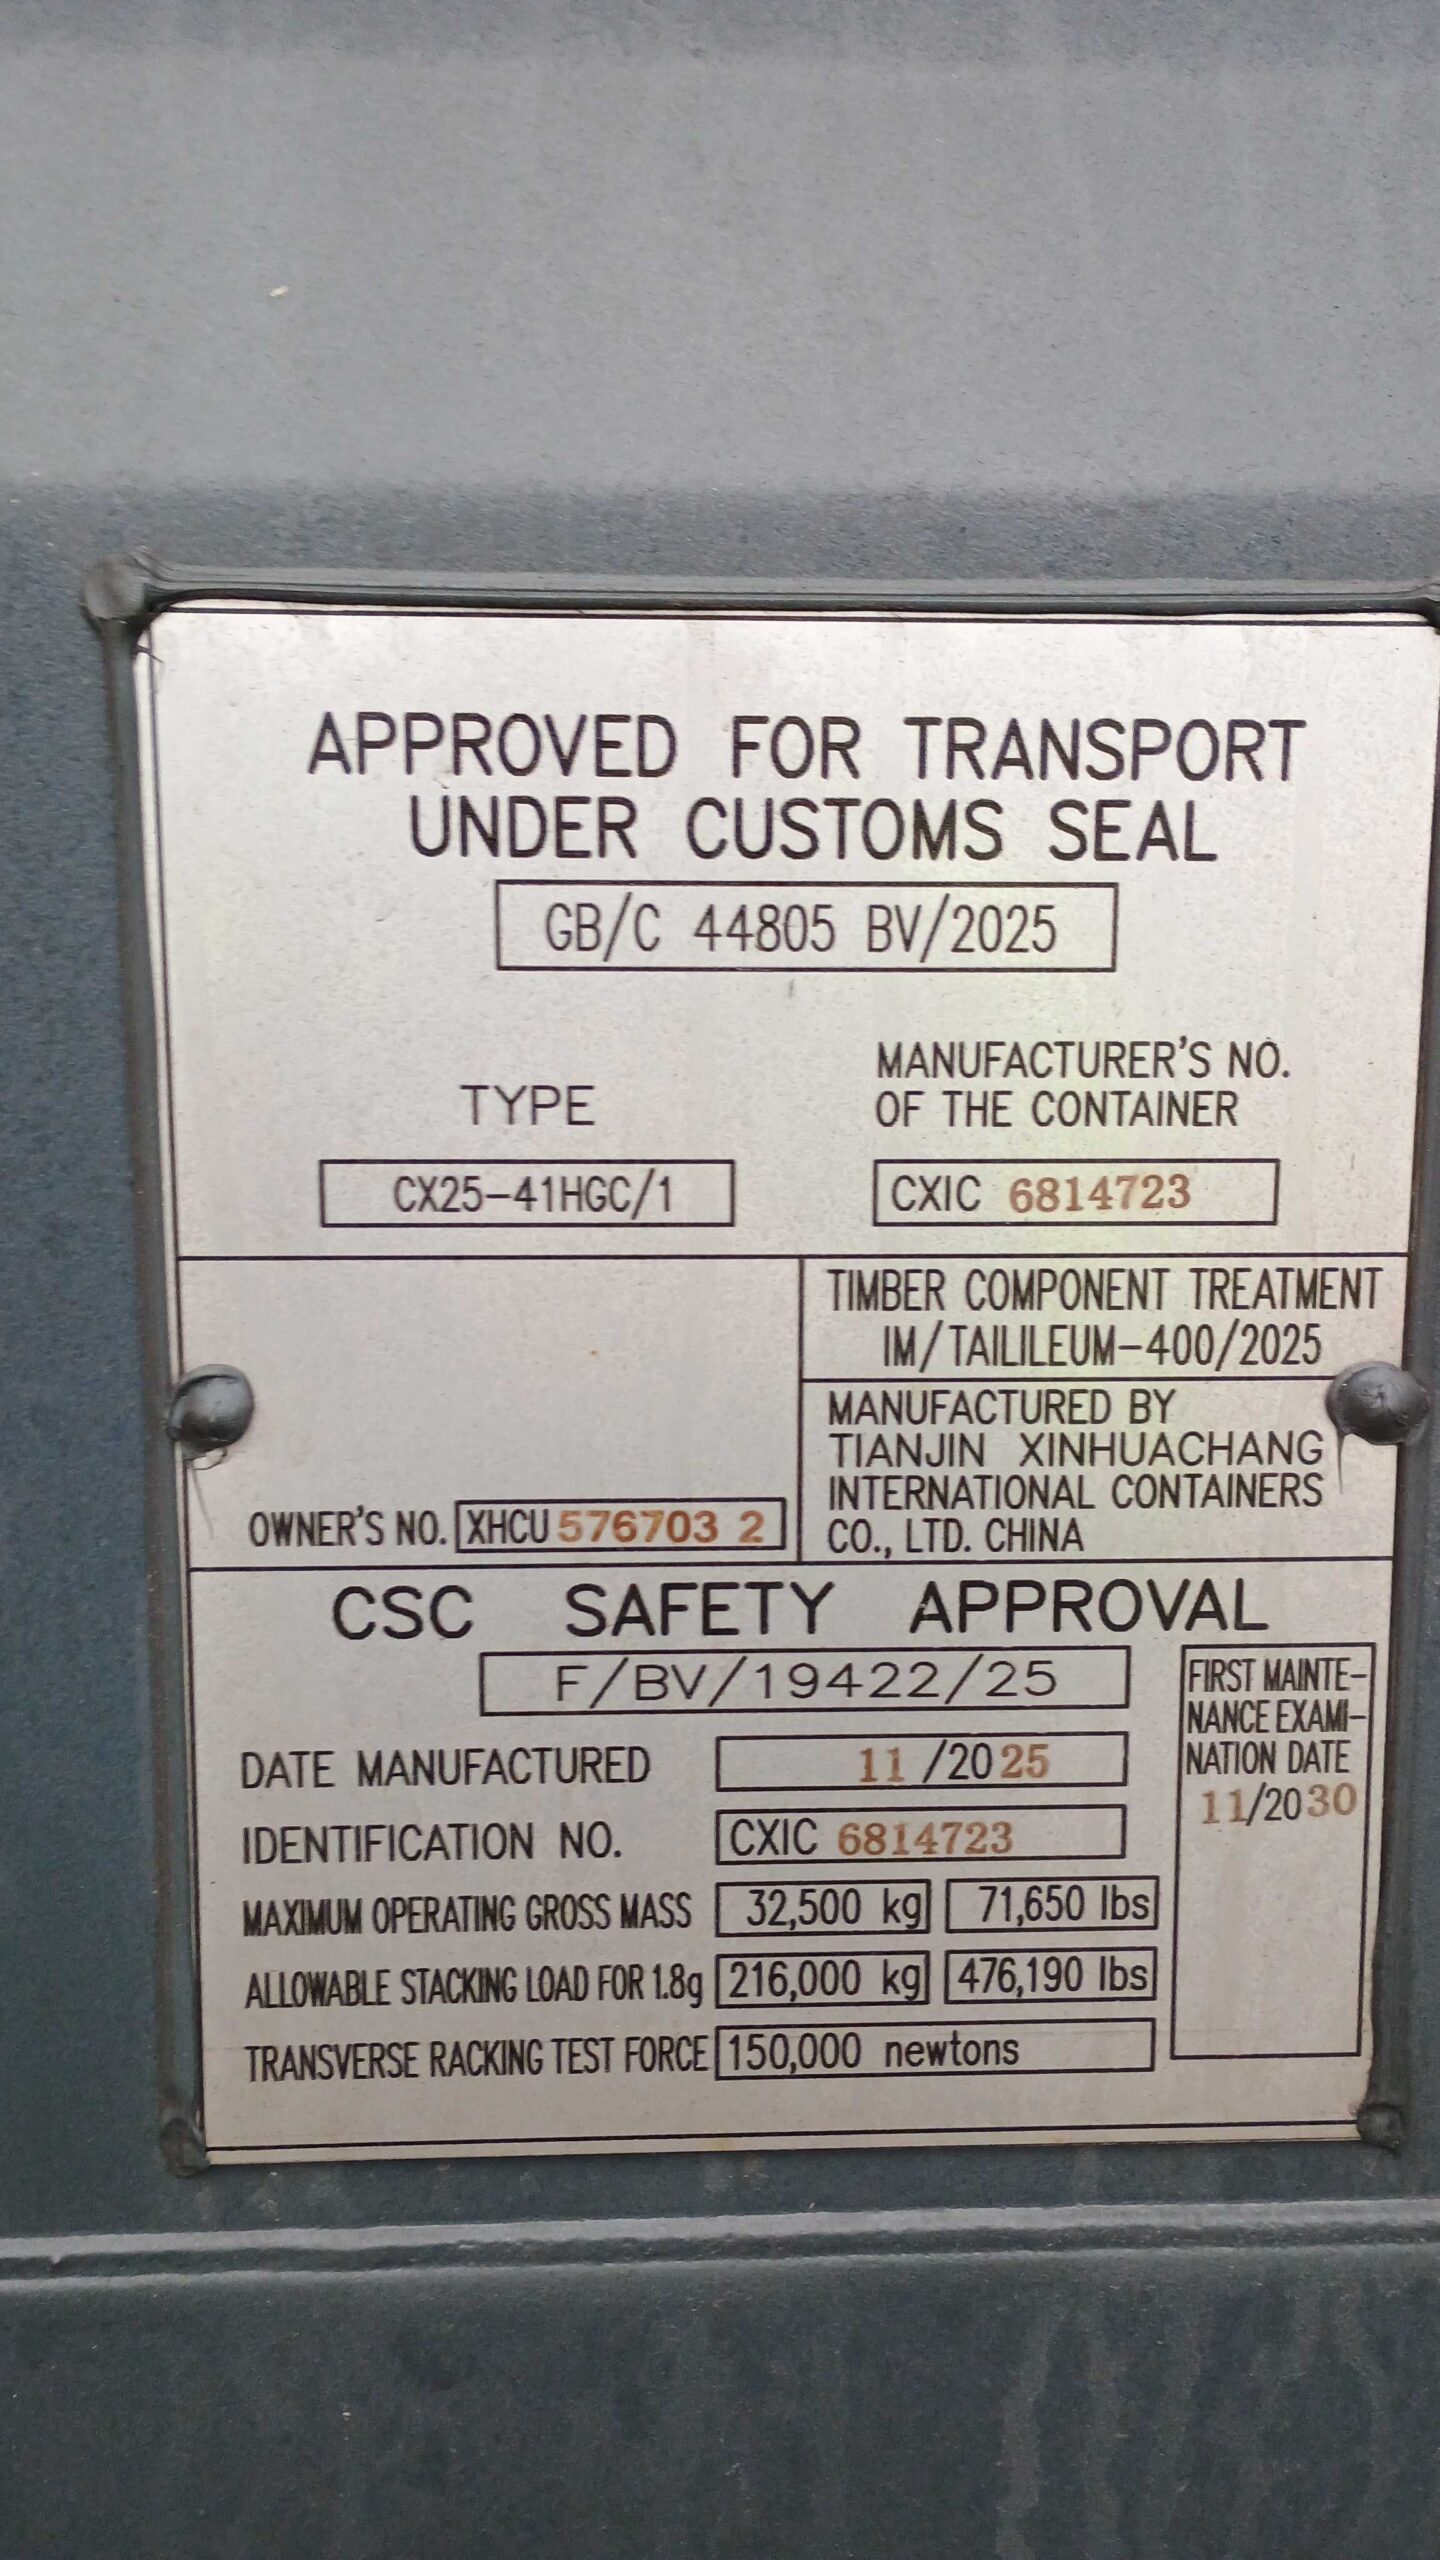 APPROVED FOR TRANSPORT
UNDER CUSTOMS SEAL
GB/C 44805 BV/2025
TYPE
CX25-41HGC/1
MANUFACTURER'S NO.
OF THE CONTAINER
CXIC 6814723
TIMBER COMPONENT TREATMENT
IM/TAILILEUM-400/2025
MANUFACTURED BY
TIANJIN XINHUACHANG
INTERNATIONAL CONTAINERS
CO., LTD. CHINA
OWNER'S NO. XHCU 576703 2
CSC SAFETY APPROVAL
F/BV/19422/25
DATE MANUFACTURED 11/2025
IDENTIFICATION NO. CXIC 6814723
MAXIMUM OPERATING GROSS MASS 32,500 kg 71,650 lbs
ALLOWABLE STACKING LOAD FOR 1.8g 216,000 kg 476,190 lbs
TRANSVERSE RACKING TEST FORCE 150,000 newtons
FIRST MAINTE-
NANCE EXAMI-
NATION DATE
11/2030